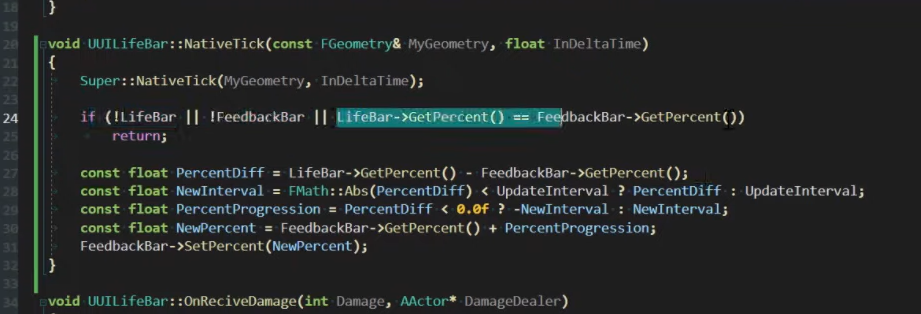 18 }
19
20 void UUILifeBar::NativeTick(const FGeometry& MyGeometry, float InDeltaTime)
21 {
22 Super::NativeTick(MyGeometry, InDeltaTime);
23
24 if (!LifeBar || !FeedbackBar || LifeBar->GetPercent() == FeedbackBar->GetPercent())
25 return;
26
27 const float PercentDiff = LifeBar->GetPercent() - FeedbackBar->GetPercent();
28 const float NewInterval = FMath::Abs(PercentDiff) < UpdateInterval ? PercentDiff : UpdateInterval;
29 const float PercentProgression = PercentDiff < 0.0f ? -NewInterval : NewInterval;
30 const float NewPercent = FeedbackBar->GetPercent() + PercentProgression;
31 FeedbackBar->SetPercent(NewPercent);
32 }
33
34 void UUILifeBar::OnReciveDamage(int Damage, AActor* DamageDealer)